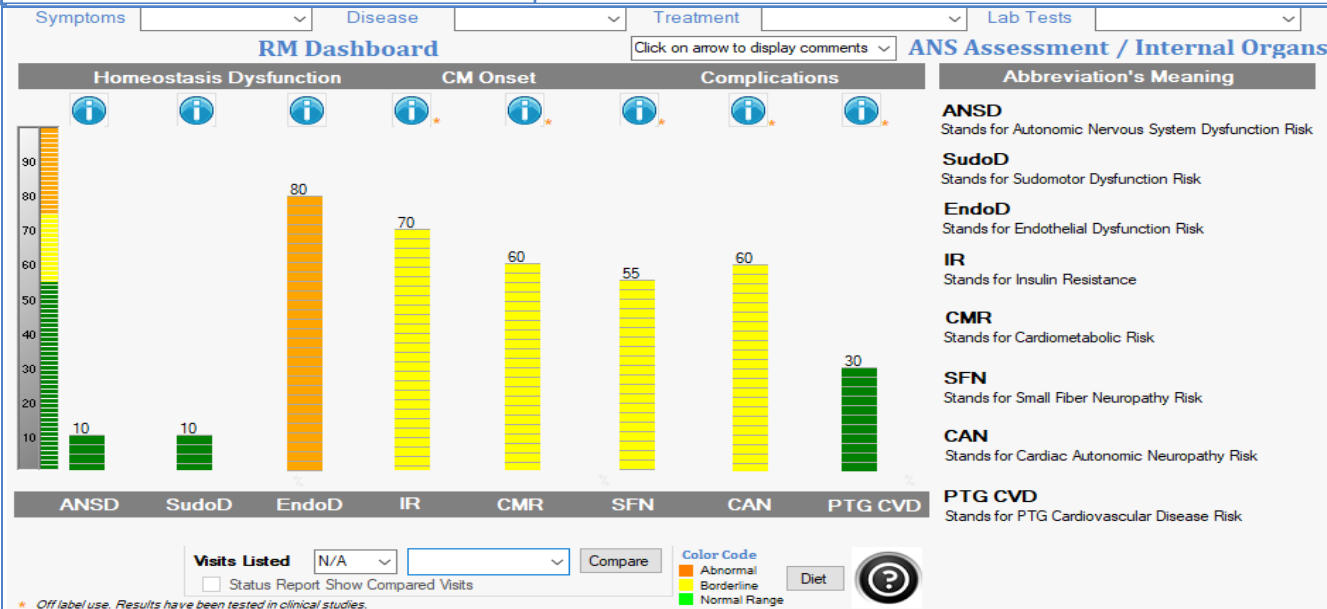 Symptoms Disease Treatment Lab Tests
RM Dashboard Click on arrow to display comments ANS Assessment / Internal Organs
Homeostasis Dysfunction CM Onset Complications Abbreviation's Meaning
* * * * *
ANSD
Stands for Autonomic Nervous System Dysfunction Risk
SudoD
Stands for Sudomotor Dysfunction Risk
EndoD
Stands for Endothelial Dysfunction Risk
IR
Stands for Insulin Resistance
CMR
Stands for Cardiometabolic Risk
SFN
Stands for Small Fiber Neuropathy Risk
CAN
Stands for Cardiac Autonomic Neuropathy Risk
PTG CVD
Stands for PTG Cardiovascular Disease Risk
90
80
70
60
50
40
30
20
10
10 10 80 70 60 55 60 30
% % %
ANSD SudoD EndoD IR CMR SFN CAN PTG CVD
Visits Listed N/A Compare
Status Report Show Compared Visits
Color Code
Abnormal
Borderline
Normal Range
Diet
?
* Off label use. Results have been tested in clinical studies.